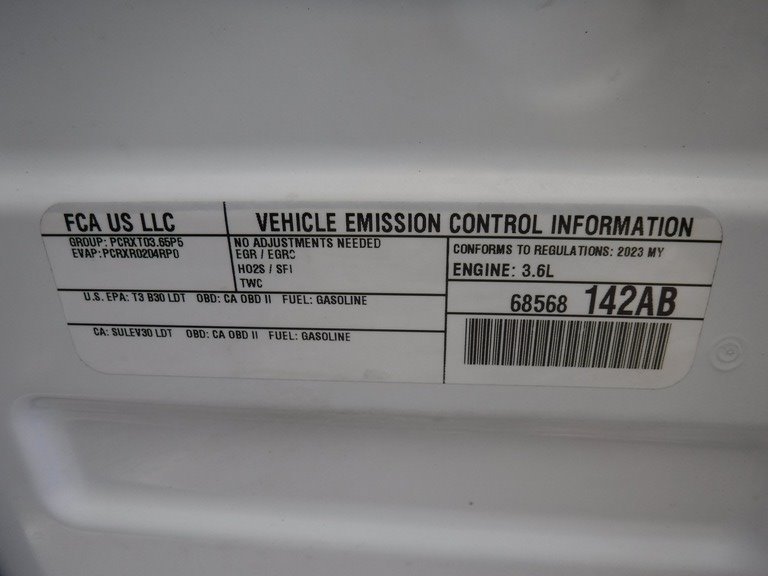 FCA US LLC
VEHICLE EMISSION CONTROL INFORMATION
GROUP: PCRXT03.65P5
EVAP: PCRXR0204RP0
NO ADJUSTMENTS NEEDED
EGR / EGRC
HO2S / SFI
TWC
CONFORMS TO REGULATIONS: 2023 MY
ENGINE: 3.6L
U.S. EPA: T3 B30 LDT OBD: CA OBD II FUEL: GASOLINE
68568 142AB
CA: SULEV30 LDT OBD: CA OBD II FUEL: GASOLINE